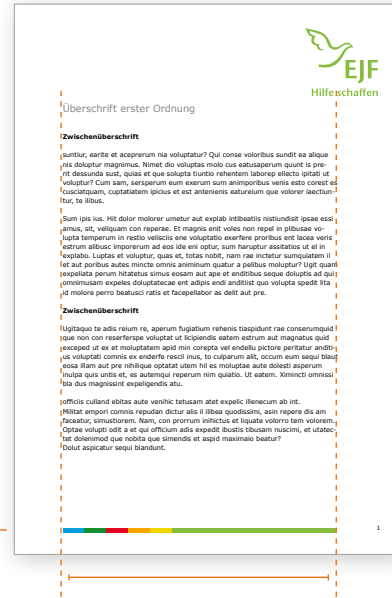 EJF
Hilfe schaffen
Überschrift erster Ordnung
Zwischenüberschrift
suntiur, earite et aceprerum nia voluptatur? Qui conse voloribus sundit ea alique
nis doluptur magnimus. Nimet dio voluptas molo cus eatusaperum quunt is pre-
rit dessunda sust, quias et que solupta tiuntio rehentem laborep ellecto ipitati ut
voluptur? Cum sam, sersperum eum exerum sum animporibus venis esto corest es
cusciatquam, cuptatiatem ipicius et est antenienis eatureium que volorer iaectiun-
tur, te ilibus.
Sum ipis ius. Hit dolor molorer umetur aut explab intibeatiis nistiundisit ipsae essi
amus, sit, veliquam con reperae. Et magnis enit voles non repel in plibusae vo-
lupta temperum in restio veliscilis ene voluptatio exerfere proribus ent lacea veris
estrum alibusc imporerum ad eos ide eni optur, sum haruptur assitatus ut el in
explabo. Luptas et voluptur, quas et, totas nobit, nam rae inctetur sumquiatem il
et aut poribus autes mincte omnis animinum quatur a pelibus moluptur? Ugit quam
expeliata perum hitatetus simus eosam aut ape et enditibus seque doluptis ad qui
omnimusam expeles doluptatecae ent adipis endi anditiist quo volupta spedit lita
id molore perro beatusci ratis et facepellabor as delit aut pre.
Zwischenüberschrift
Ugitaquo te adis reium re, aperum fugiatium rehenis tiaspidunt rae conserumquid
que non con reserferspe voluptat ut licipiendis eatem estrum aut magnatus quid
exceped ut ex et moluptatem apid min corepta vel endellu pictore peritatur anditi-
us voluptati comnis ex enderfe rescil inus, to culparum alit, occum eum sequi blaut
eosa illam aut pre nihilique optatat utem hil es moluptae aute dolesti asperum
inulpa quis untis et, es autemqui reperum nim quiatio. Ut eatem. Ximincti omnissi
bla dus magnissint expeligendis atu.
officiis culland ebitas aute venihic tetusam atet expelic illenecum ab int.
Militat empori comnis repudan dictur alis il ilibea quodissimi, asin repere dis am
faceatur, simustiorem. Nam, con prorrum inihictus et liquate volorro tem volorem.
Optae volupti odit a et qui officium adis expedit ibustis tibusam nuscimi, et utatec-
tet dolenimod que nobita que simendis et aspid maximaio beatur?
Dolut aspicatur sequi blandunt.
1